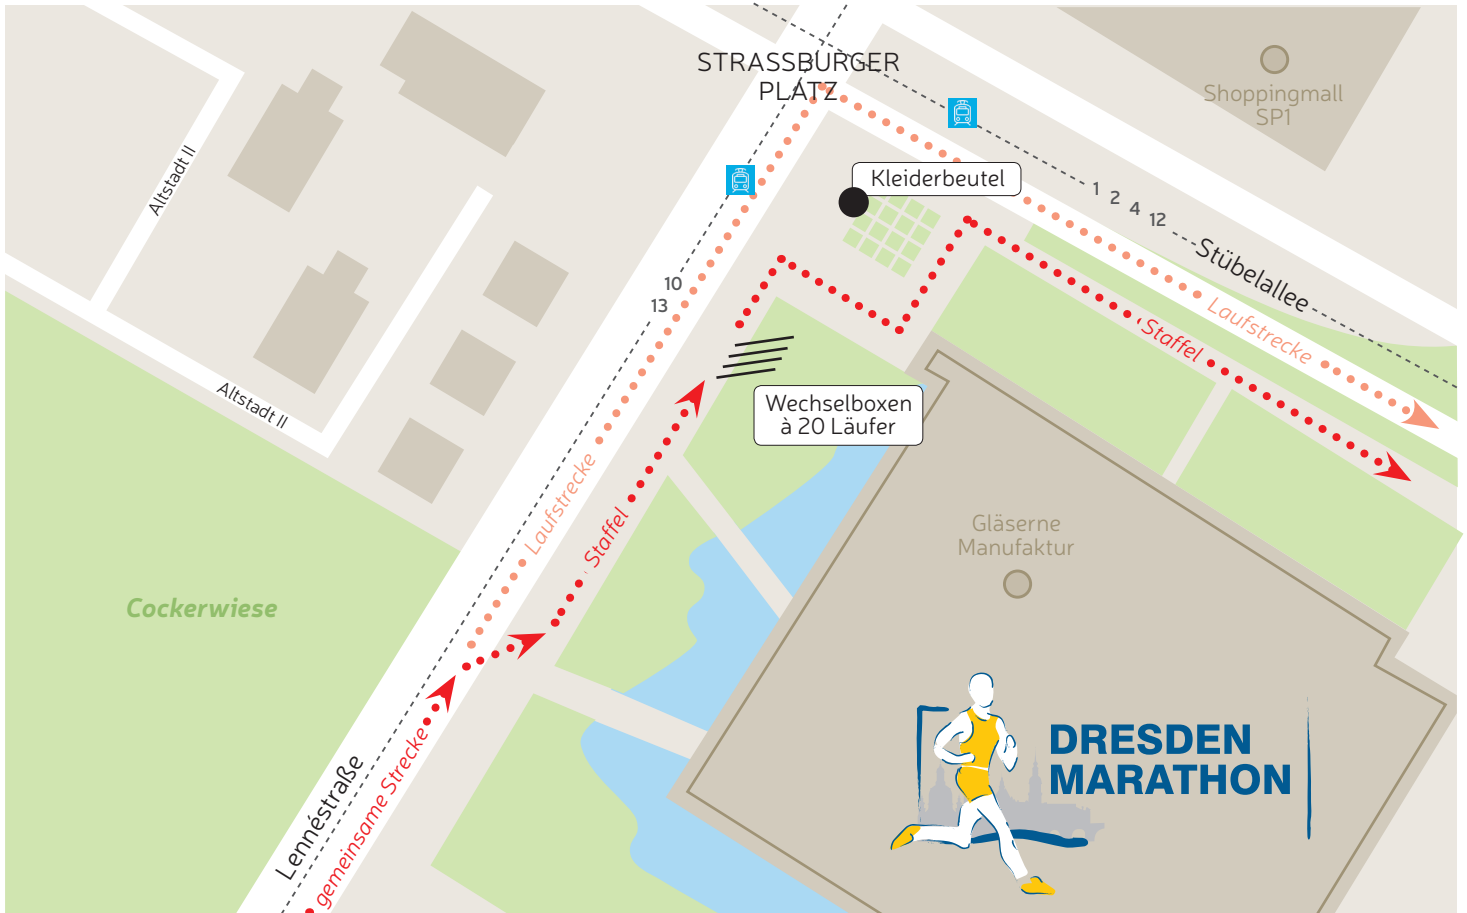 STRASSBURGER
PLATZ
Shoppingmall
SP1
Altstadt II
Kleiderbeutel
1
2
4
12
Stübelallee
10
13
Laufstrecke
Staffel
Altstadt II
Wechselboxen
à 20 Läufer
Laufstrecke
Staffel
Gläserne
Manufaktur
Cockerwiese
DRESDEN
MARATHON
Lennéstraße
gemeinsame Strecke